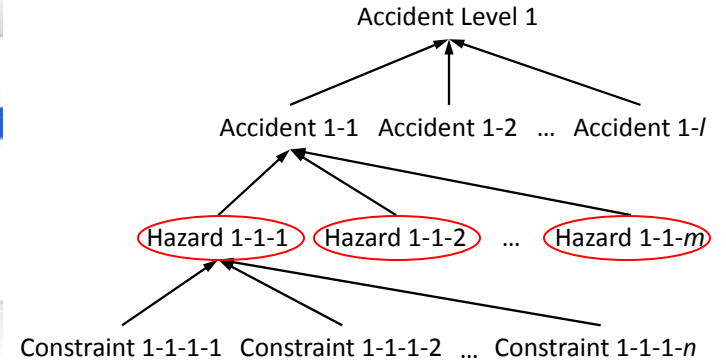 Accident Level 1
Accident 1-1 Accident 1-2 ... Accident 1-l
Hazard 1-1-1 Hazard 1-1-2 ... Hazard 1-1-m
Constraint 1-1-1-1 Constraint 1-1-1-2 ... Constraint 1-1-1-n